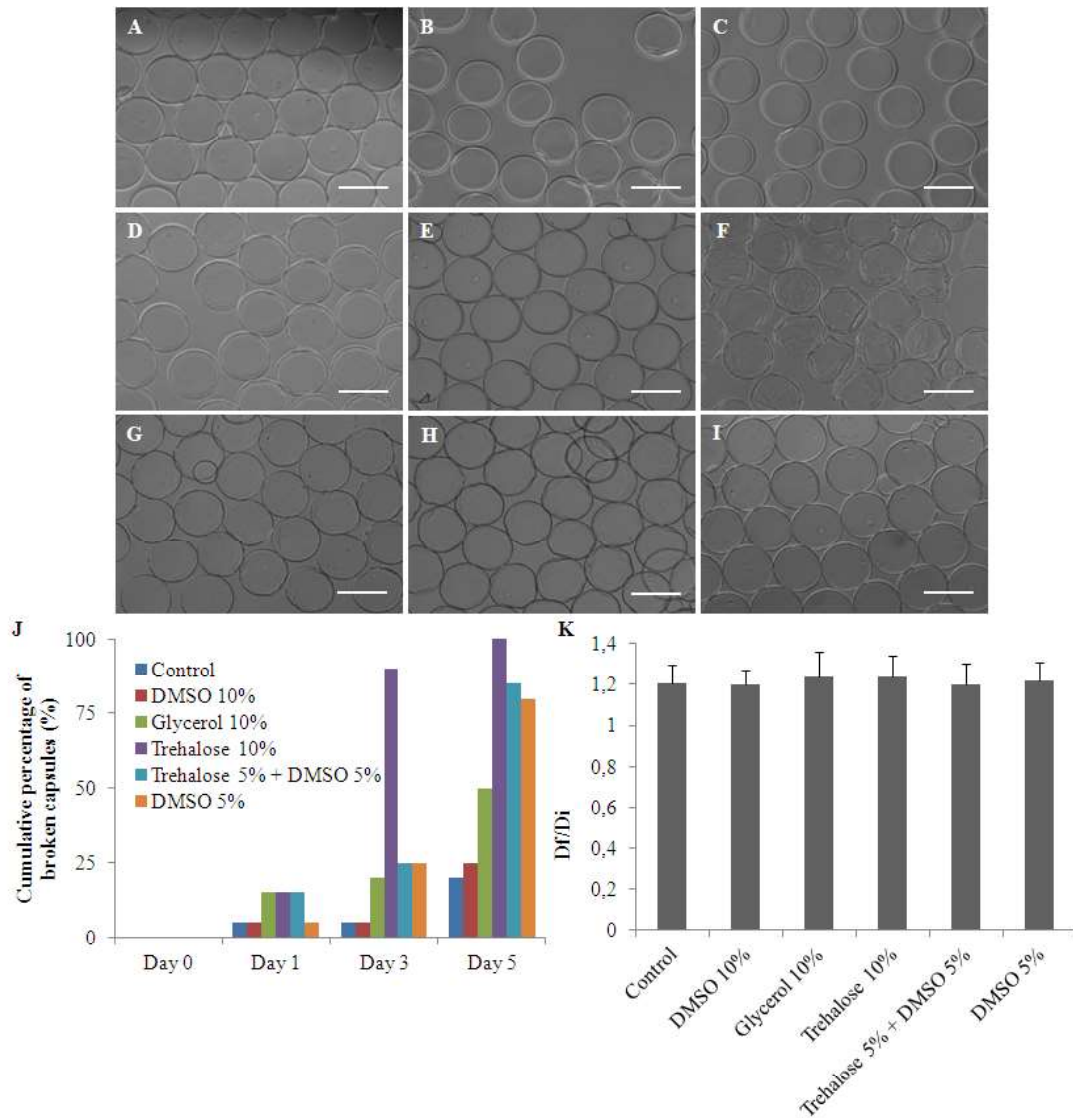 A
B
C
D
E
F
G
H
I
J
Cumulative percentage of
broken capsules (%)
100
75
50
25
0
Control
DMSO 10%
Glycerol 10%
Trehalose 10%
Trehalose 5% + DMSO 5%
DMSO 5%
Day 0
Day 1
Day 3
Day 5
K
Df/Di
1,4
1,2
1
0,8
0,6
0,4
0,2
0
Control
DMSO 10%
Glycerol 10%
Trehalose 10%
Trehalose 5% + DMSO 5%
DMSO 5%